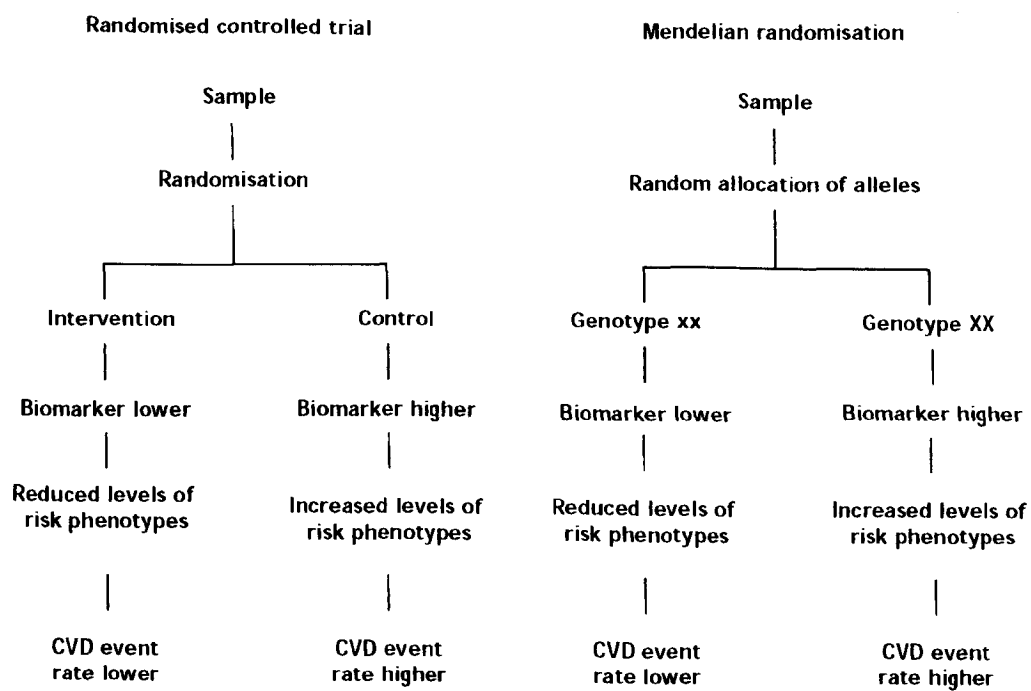 Randomised controlled trial
Sample
Randomisation
Intervention
Control
Biomarker lower
Biomarker higher
Reduced levels of
risk phenotypes
Increased levels of
risk phenotypes
CVD event
rate lower
CVD event
rate higher
Mendelian randomisation
Sample
Random allocation of alleles
Genotype xx
Genotype XX
Biomarker lower
Biomarker higher
Reduced levels of
risk phenotypes
Increased levels of
risk phenotypes
CVD event
rate lower
CVD event
rate higher